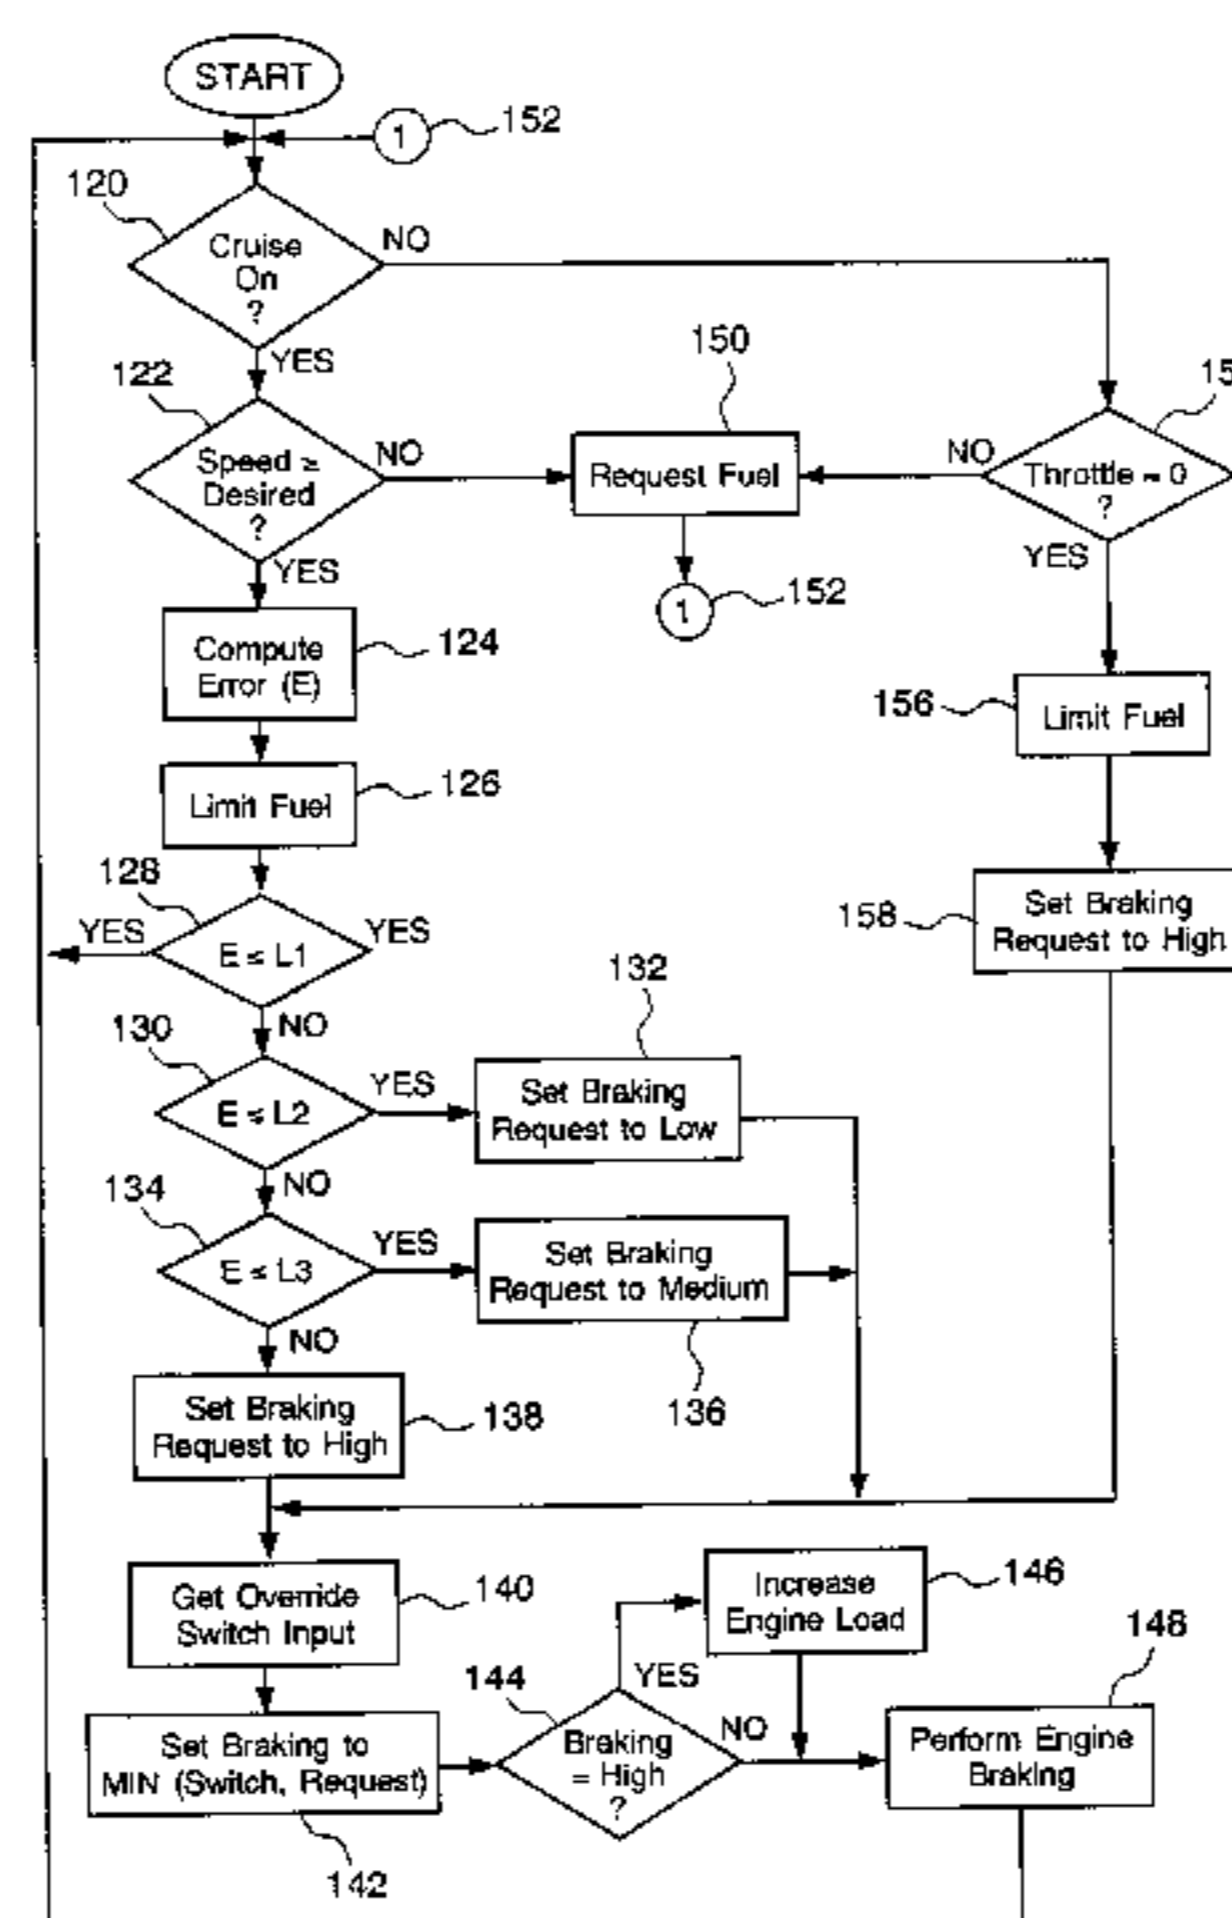 START
1
152
120
Cruise
On
?
NO
YES
150
122
Speed ≥
Desired
?
NO
YES
Request Fuel
1
152
15
NO
Throttle = 0
?
YES
Compute
Error (E)
124
156
Limit Fuel
Limit Fuel
126
128
YES
E ≤ L1
YES
NO
158
Set Braking
Request to High
130
E ≤ L2
YES
NO
132
Set Braking
Request to Low
134
E ≤ L3
YES
NO
Set Braking
Request to Medium
136
Set Braking
Request to High
138
Get Override
Switch Input
140
Increase
Engine Load
146
Set Braking to
MIN (Switch, Request)
142
144
YES
Braking
= High
?
NO
148
Perform Engine
Braking